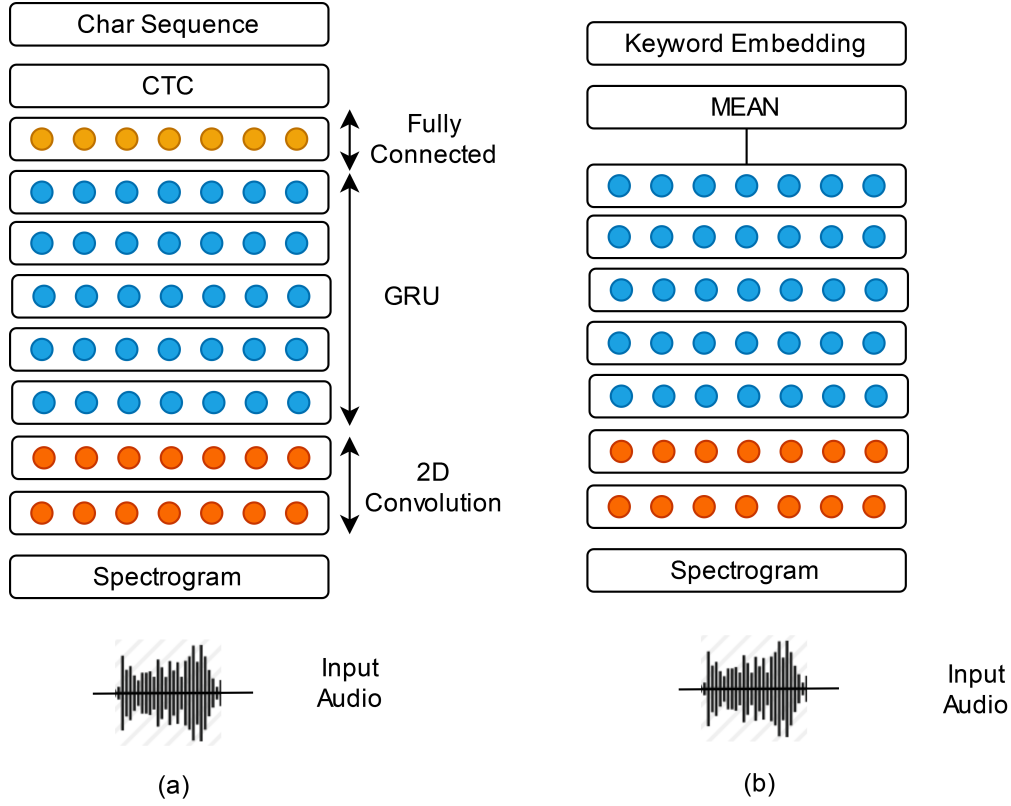 Char Sequence
CTC
Fully
Connected
GRU
2D
Convolution
Spectrogram
Input
Audio
(a)
Keyword Embedding
MEAN
Spectrogram
Input
Audio
(b)